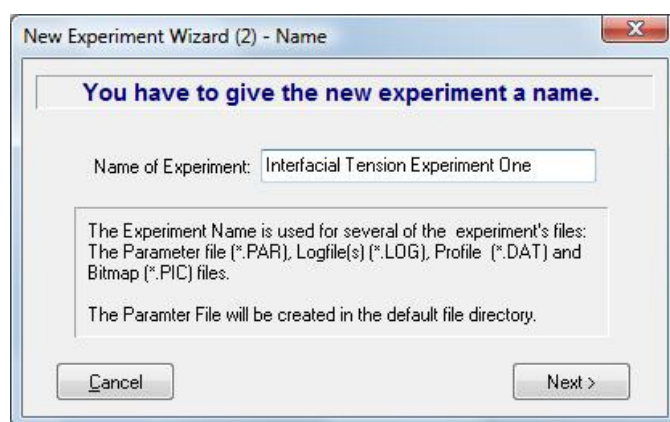 New Experiment Wizard (2) - Name
You have to give the new experiment a name.
Name of Experiment: Interfacial Tension Experiment One
The Experiment Name is used for several of the experiment's files:
The Parameter file (*.PAR), Logfile(s) (*.LOG), Profile (*.DAT) and
Bitmap (*.PIC) files.
The Paramter File will be created in the default file directory.
Cancel
Next >